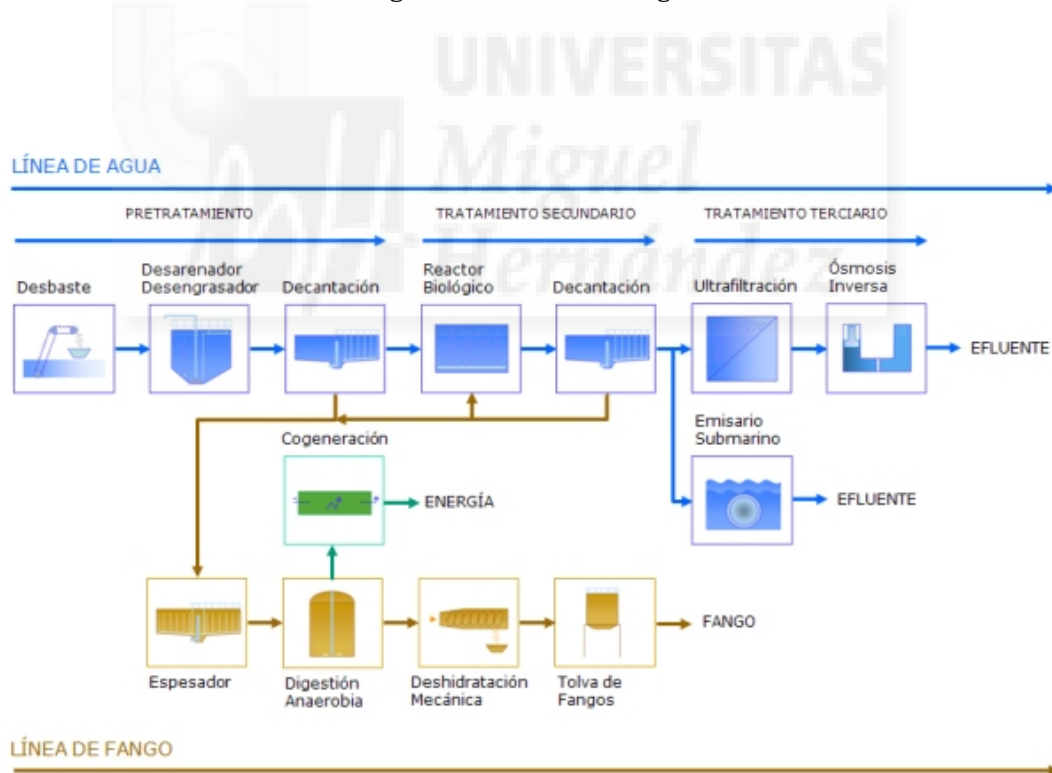 UNIVERSITAS
Miguel
Hernández
LÍNEA DE AGUA
PRETRATAMIENTO
TRATAMIENTO SECUNDARIO
TRATAMIENTO TERCIARIO
Desbaste
Desarenador
Desengrasador
Decantación
Reactor
Biológico
Decantación
Ultrafiltración
Ósmosis
Inversa
EFLUENTE
Cogeneración
Emisario
Submarino
ENERGÍA
EFLUENTE
FANGO
Espesador
Digestión
Anaerobia
Deshidratación
Mecánica
Tolva de
Fangos
LÍNEA DE FANGO